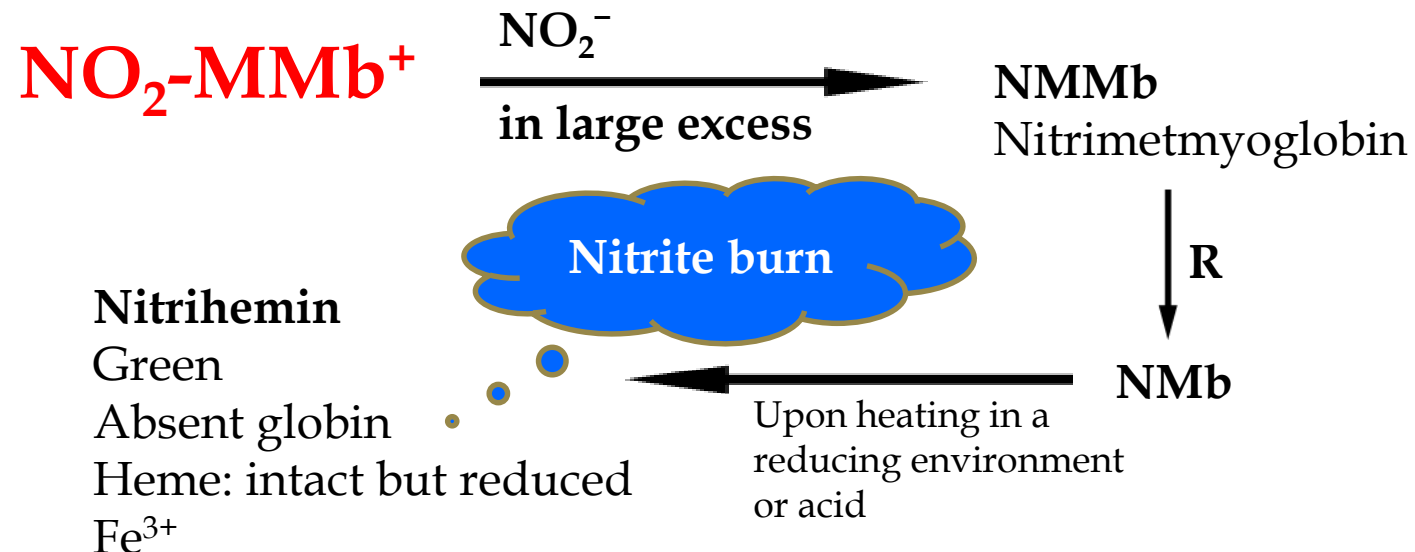 NO₂-MMb⁺
NO₂⁻
in large excess
NMMb
Nitrimetmyoglobin
R
NMb
Upon heating in a
reducing environment
or acid
Nitrite burn
Nitrihemin
Green
Absent globin
Heme: intact but reduced
Fe³⁺